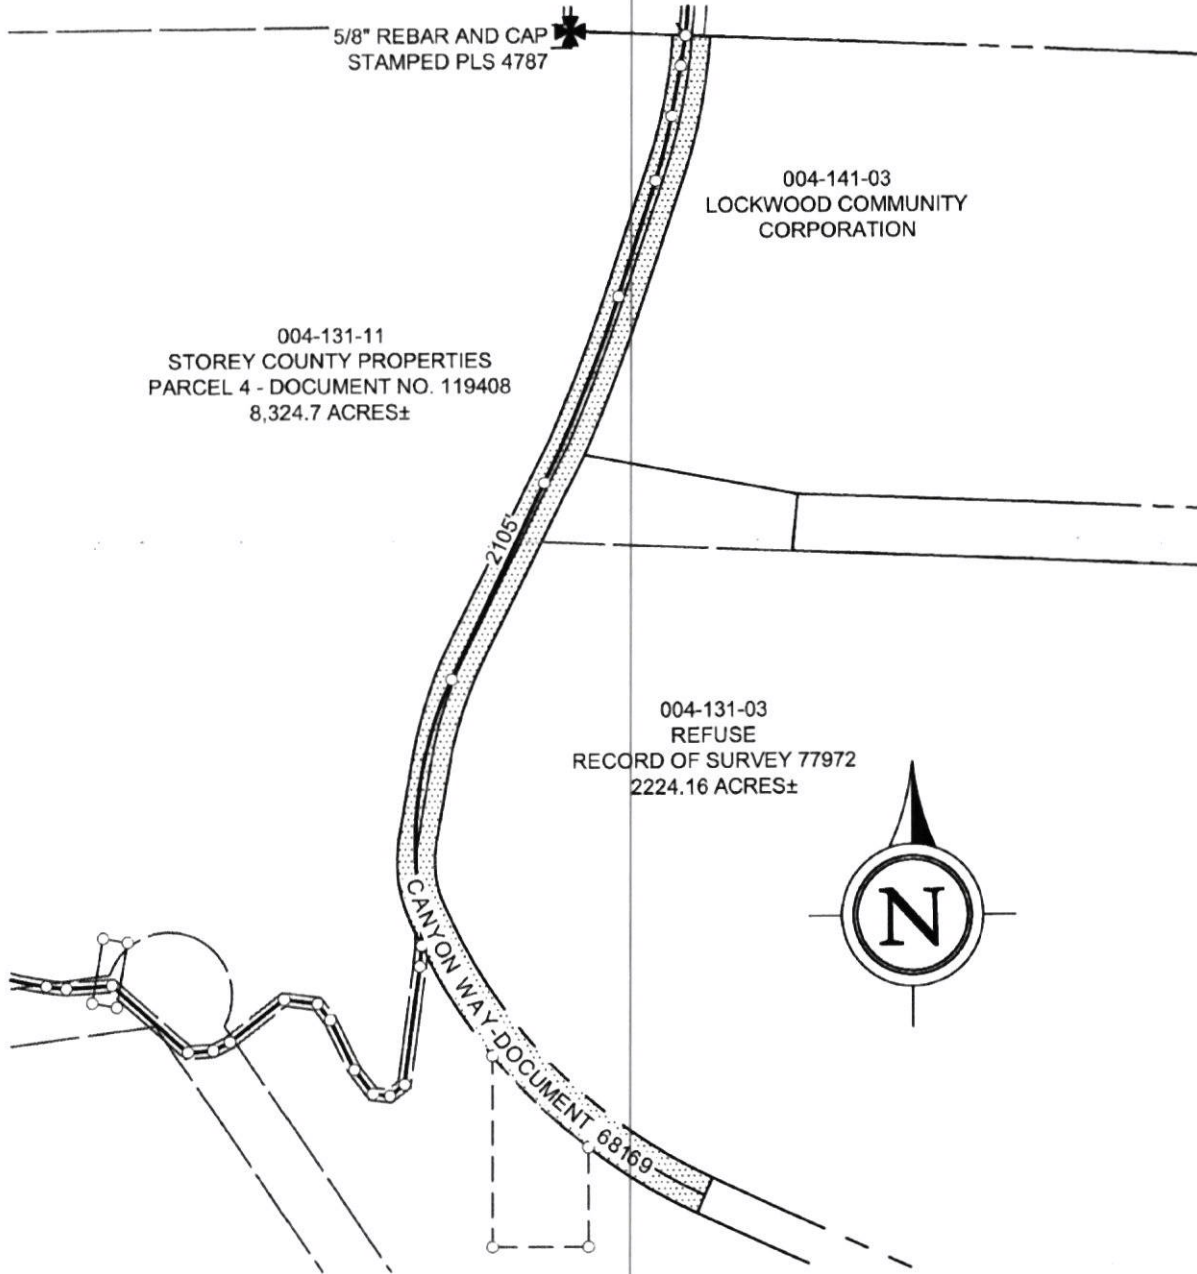 5/8" REBAR AND CAP
STAMPED PLS 4787
004-141-03
LOCKWOOD COMMUNITY
CORPORATION
004-131-11
STOREY COUNTY PROPERTIES
PARCEL 4 - DOCUMENT NO. 119408
8,324.7 ACRES±
2105'
004-131-03
REFUSE
RECORD OF SURVEY 77972
2224.16 ACRES±
N
CANYON WAY-DOCUMENT 68169